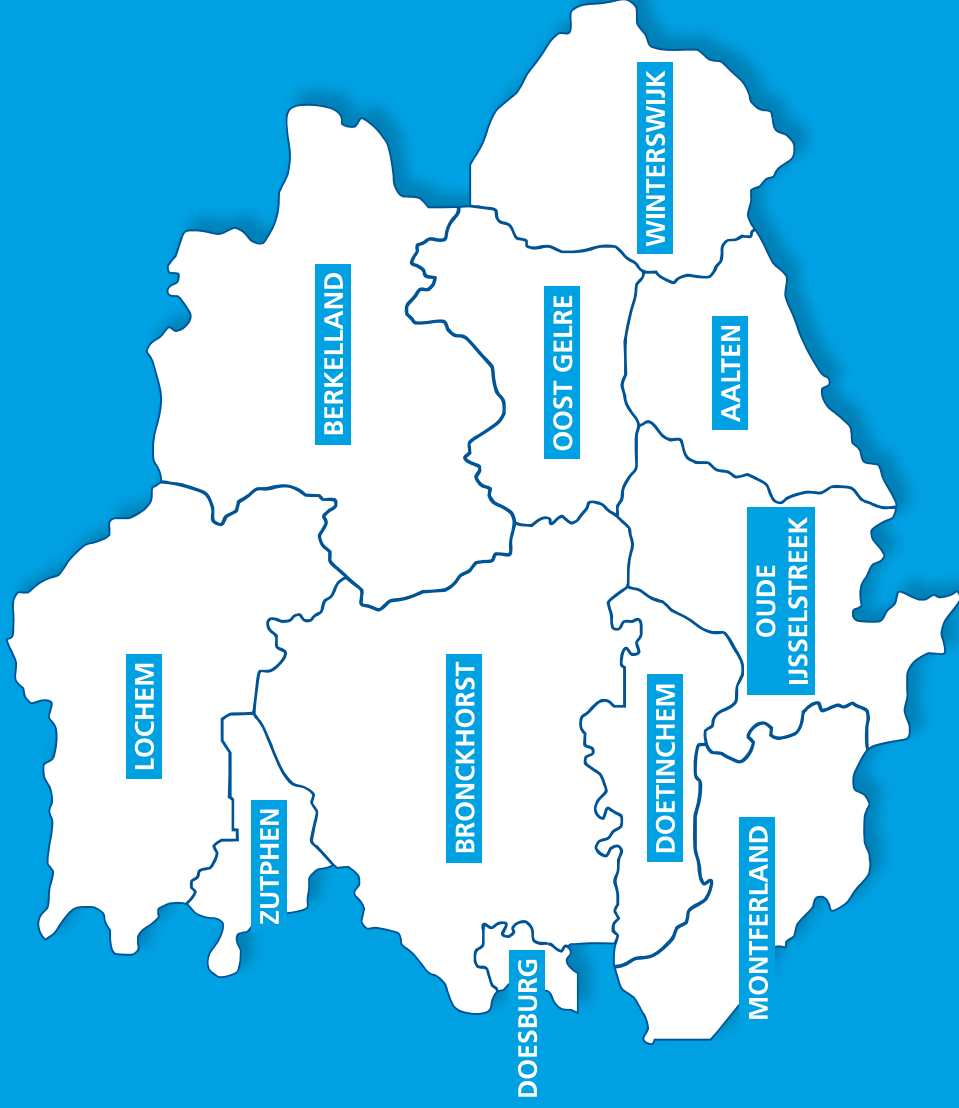 LOCHEM
ZUTPHEN
BERKELLAND
BRONCKHORST
DOESBURG
OOST GELRE
WINTERSWIJK
DOETINCHEM
AALTEN
OUDE
IJSSELSTREEK
MONTFERLAND